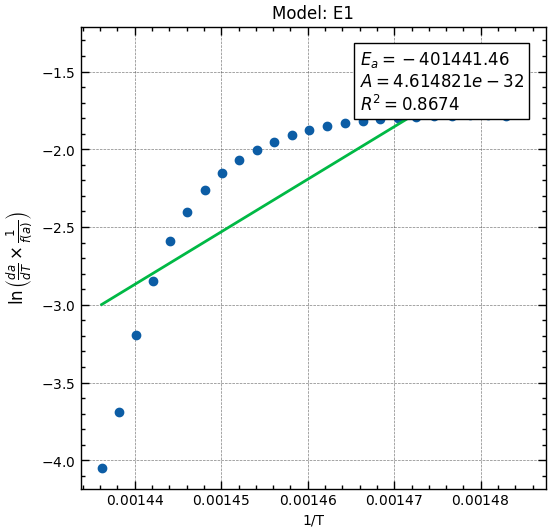 Model: E1
E_a = −401441.46
A = 4.614821e − 32
R^2 = 0.8674
ln(da/dT × 1/f(a))
−1.5
−2.0
−2.5
−3.0
−3.5
−4.0
0.00144 0.00145 0.00146 0.00147 0.00148
1/T